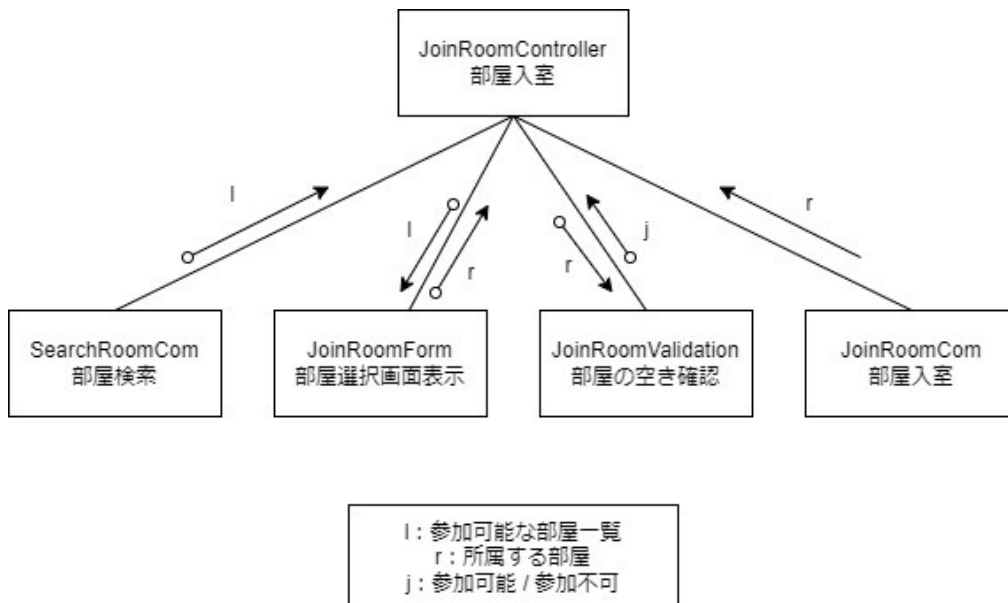 JoinRoomController
部屋入室
l
l
r
j
r
r
SearchRoomCom
部屋検索
JoinRoomForm
部屋選択画面表示
JoinRoomValidation
部屋の空き確認
JoinRoomCom
部屋入室
l：参加可能な部屋一覧
r：所属する部屋
j：参加可能 / 参加不可